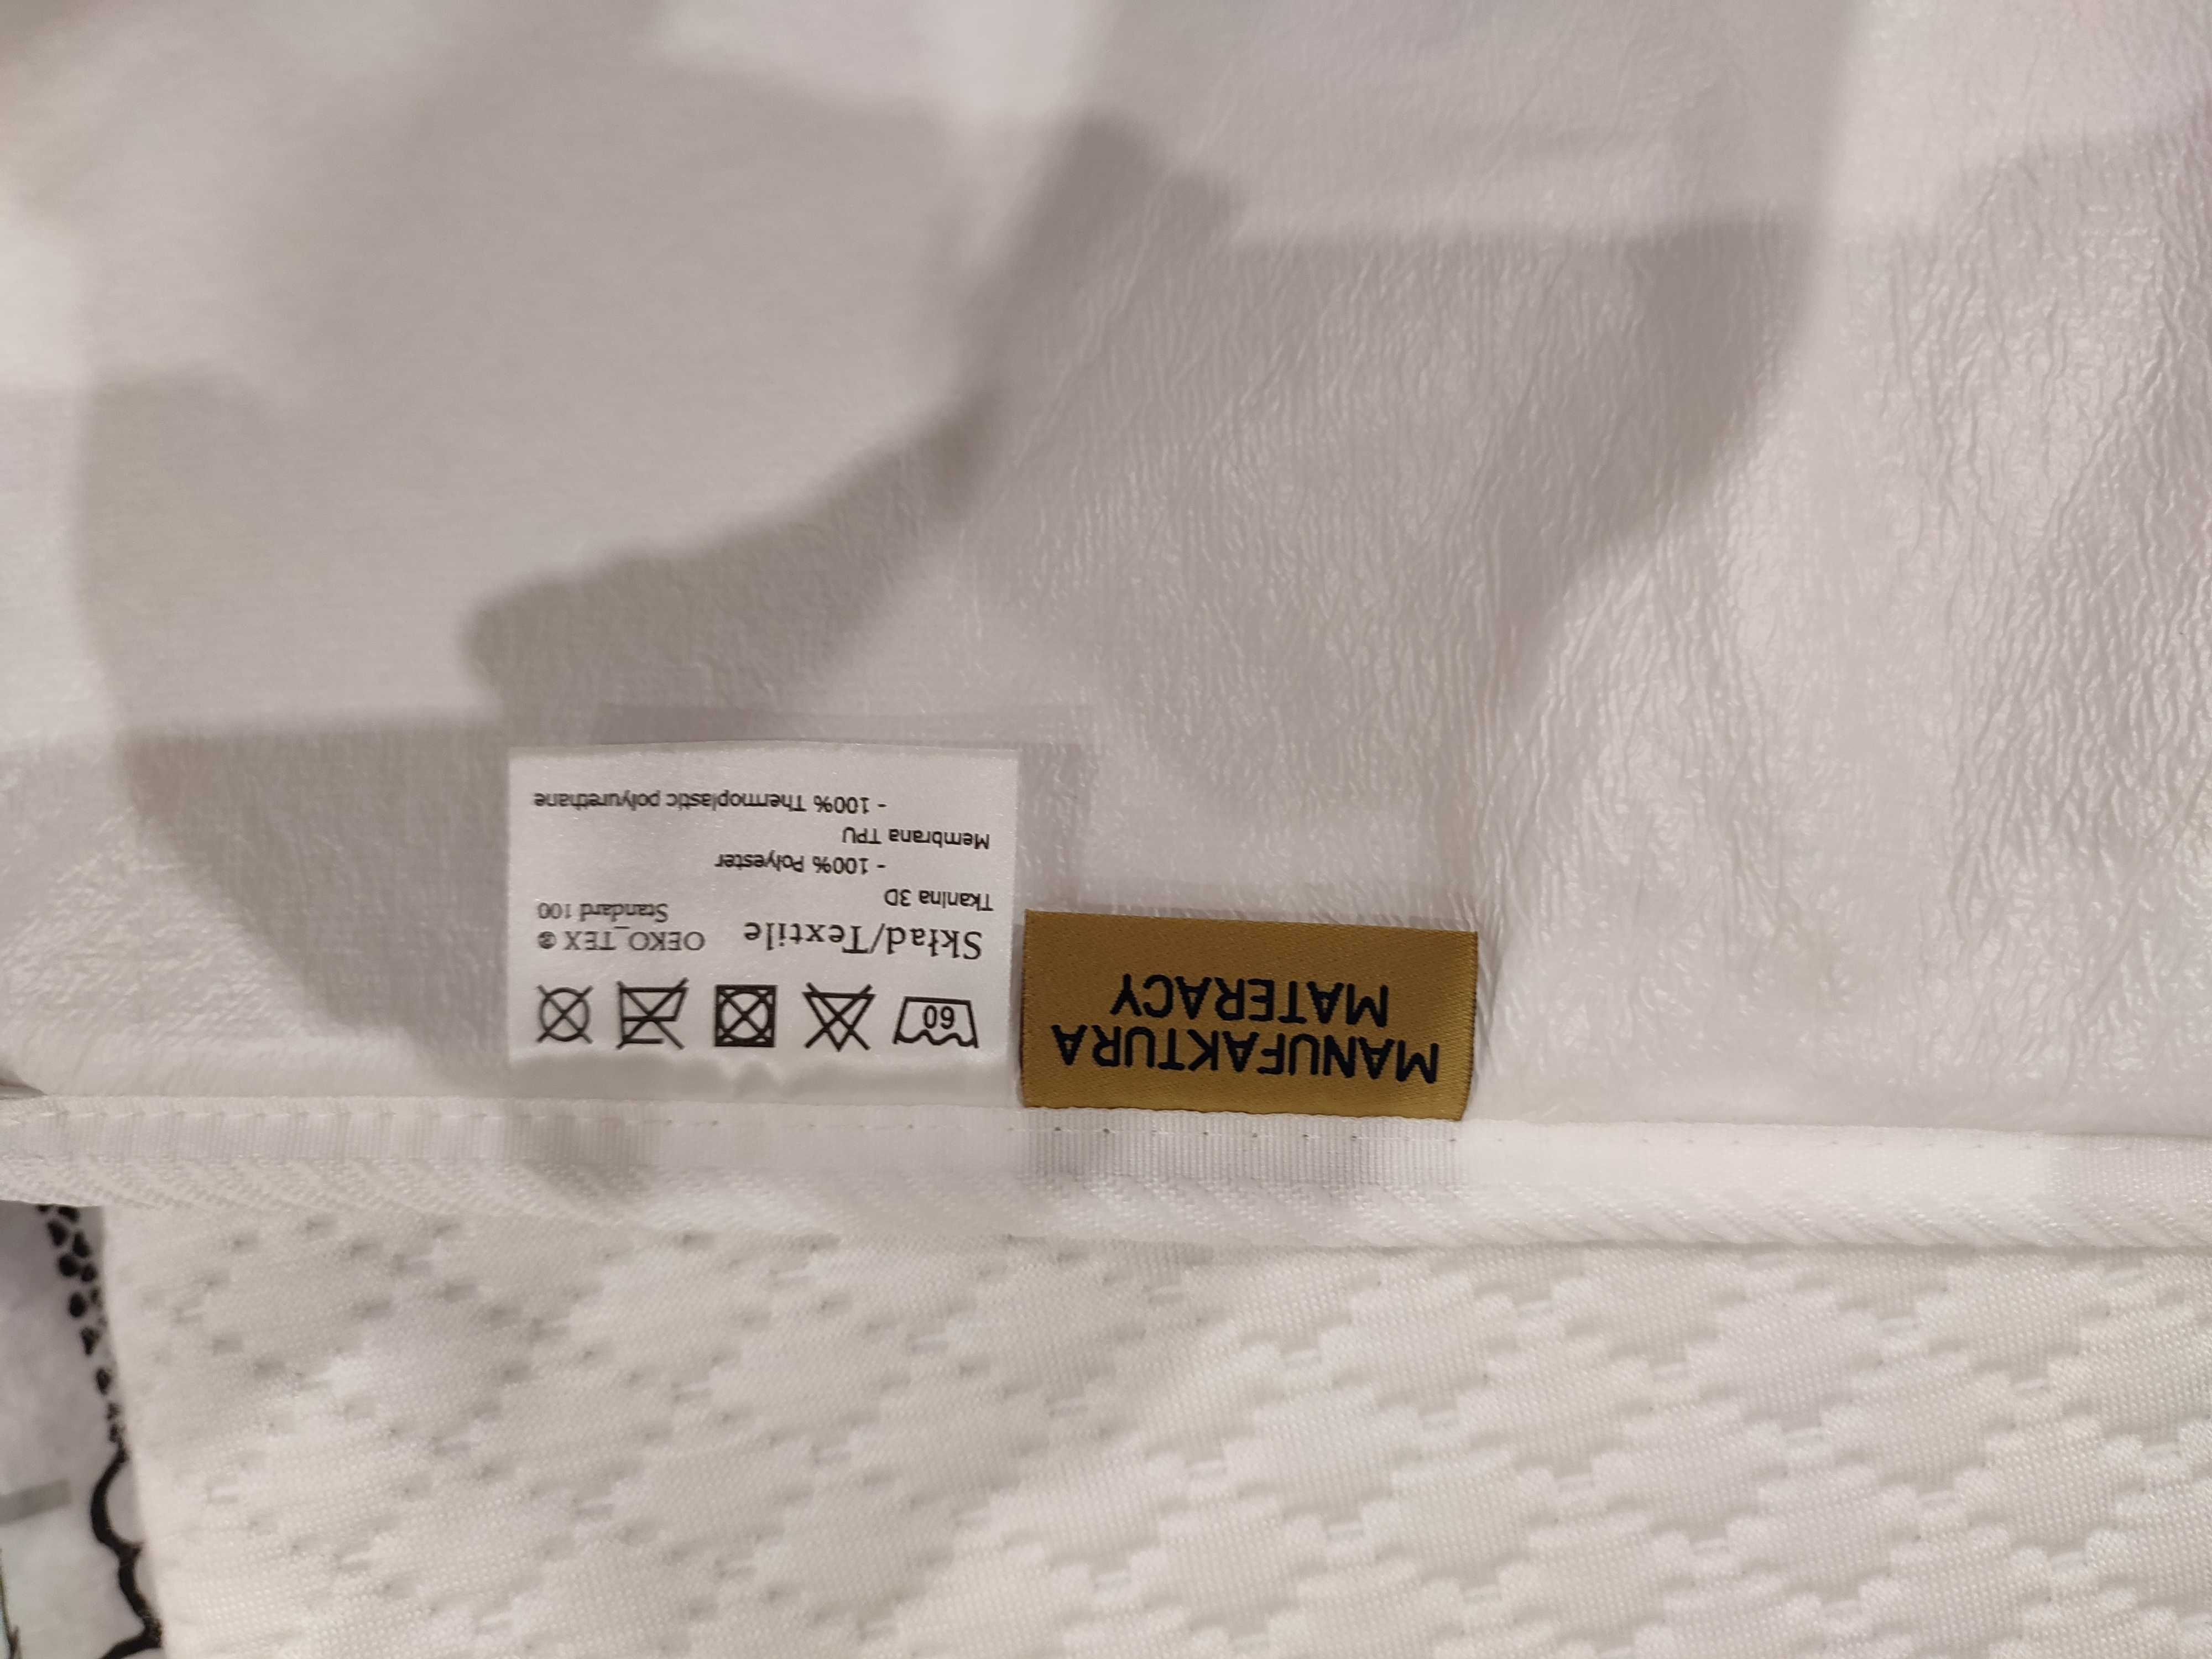 MANUFAKTURA
MATERACY
60
Skład/Textile
OEKO_TEX ®
Standard 100
Tkanina 3D
- 100% Polyester
Membrana TPU
- 100% Thermoplastic polyurethane